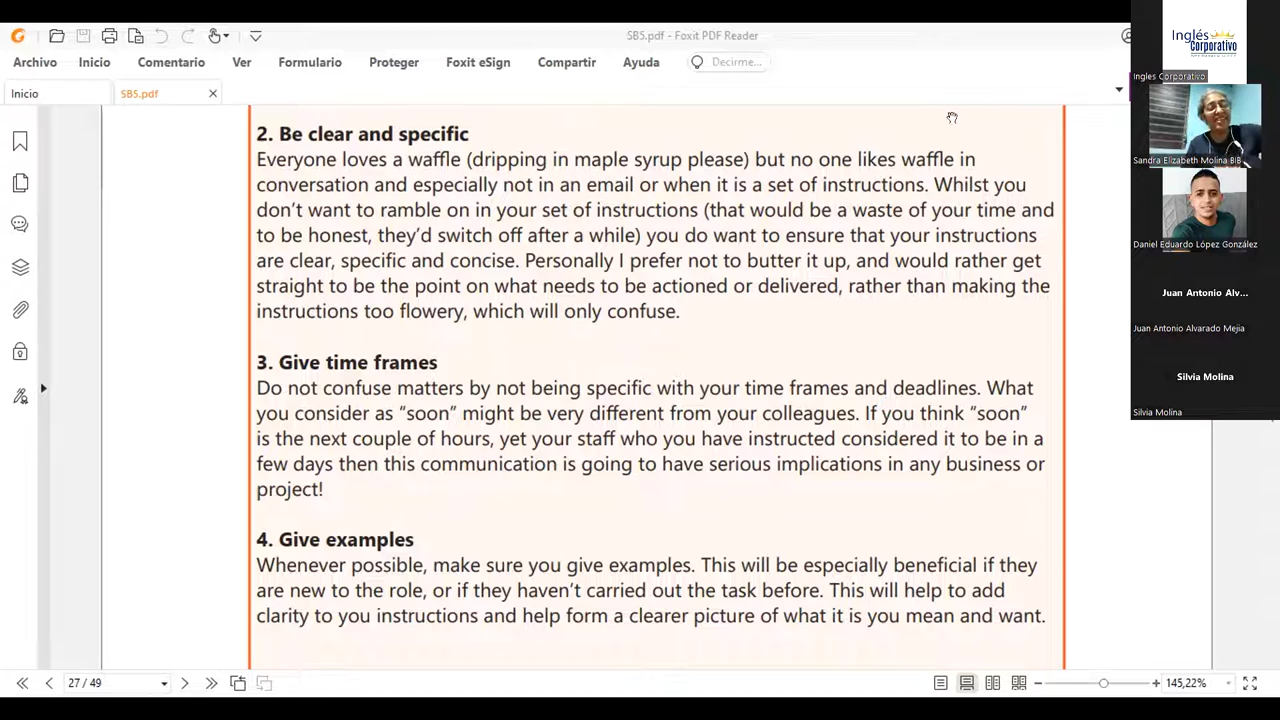 SB5.pdf - Foxit PDF Reader
Archivo Inicio Comentario Ver Formulario Proteger Foxit eSign Compartir Ayuda Decirme...
Inicio SB5.pdf
2. Be clear and specific
Everyone loves a waffle (dripping in maple syrup please) but no one likes waffle in
conversation and especially not in an email or when it is a set of instructions. Whilst you
don't want to ramble on in your set of instructions (that would be a waste of your time and
to be honest, they'd switch off after a while) you do want to ensure that your instructions
are clear, specific and concise. Personally I prefer not to butter it up, and would rather get
straight to be the point on what needs to be actioned or delivered, rather than making the
instructions too flowery, which will only confuse.
3. Give time frames
Do not confuse matters by not being specific with your time frames and deadlines. What
you consider as “soon” might be very different from your colleagues. If you think “soon”
is the next couple of hours, yet your staff who you have instructed considered it to be in a
few days then this communication is going to have serious implications in any business or
project!
4. Give examples
Whenever possible, make sure you give examples. This will be especially beneficial if they
are new to the role, or if they haven't carried out the task before. This will help to add
clarity to you instructions and help form a clearer picture of what it is you mean and want.
27 / 49
145,22%
Inglés
Corporativo
Ingles Corporativo
Sandra Elizabeth Molina BIB
Daniel Eduardo López González
Juan Antonio Alv...
Juan Antonio Alvarado Mejia
Silvia Molina
Silvia Molina